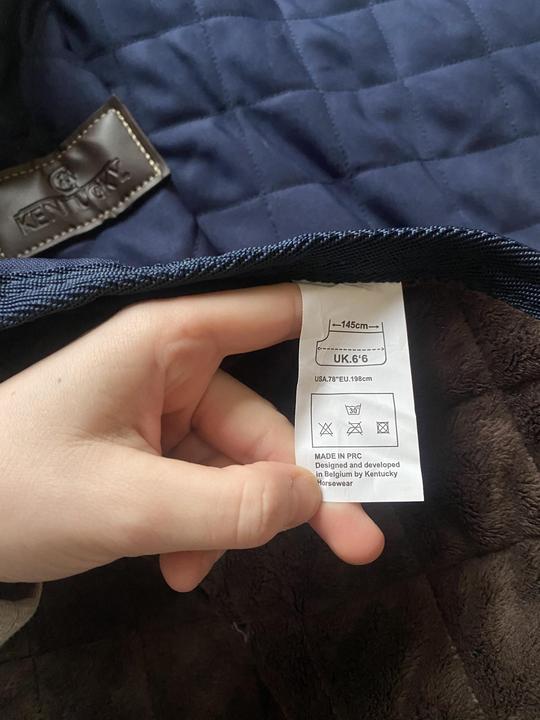 KENTUCKY
145cm
UK.6'6
USA.78"EU.198cm
30
MADE IN PRC
Designed and developed
in Belgium by Kentucky
Horsewear